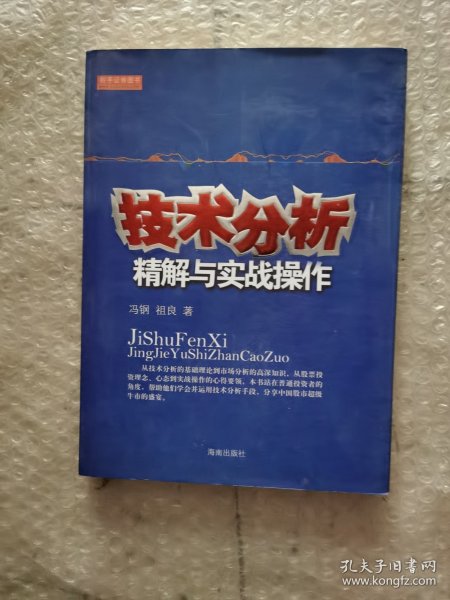 技术分析
精解与实战操作
冯钢 祖良 著
JiShuFenXi
JingJieYuShiZhanCaoZuo
从技术分析的基础理论到市场分析的高深知识，从股票投
资理念、心态到实战操作的心得要领，本书站在普通投资者的
角度，帮助他们学会并运用技术分析手段，分享中国股市超级
牛市的盛宴。
海南出版社
孔夫子旧书网
www.kongfz.com